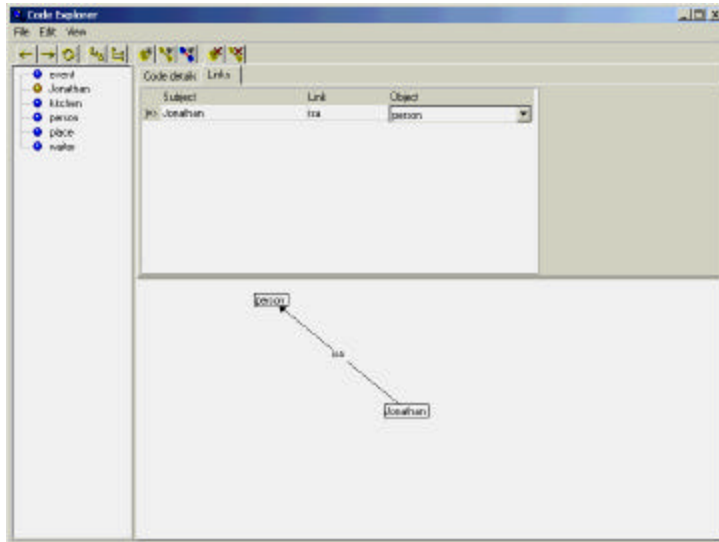 Code Explorer
File Edit View
event
Jonathan
kitchen
person
place
waiter
Code details Links
Subject Link Object
Jonathan isa person
person
isa
Jonathan